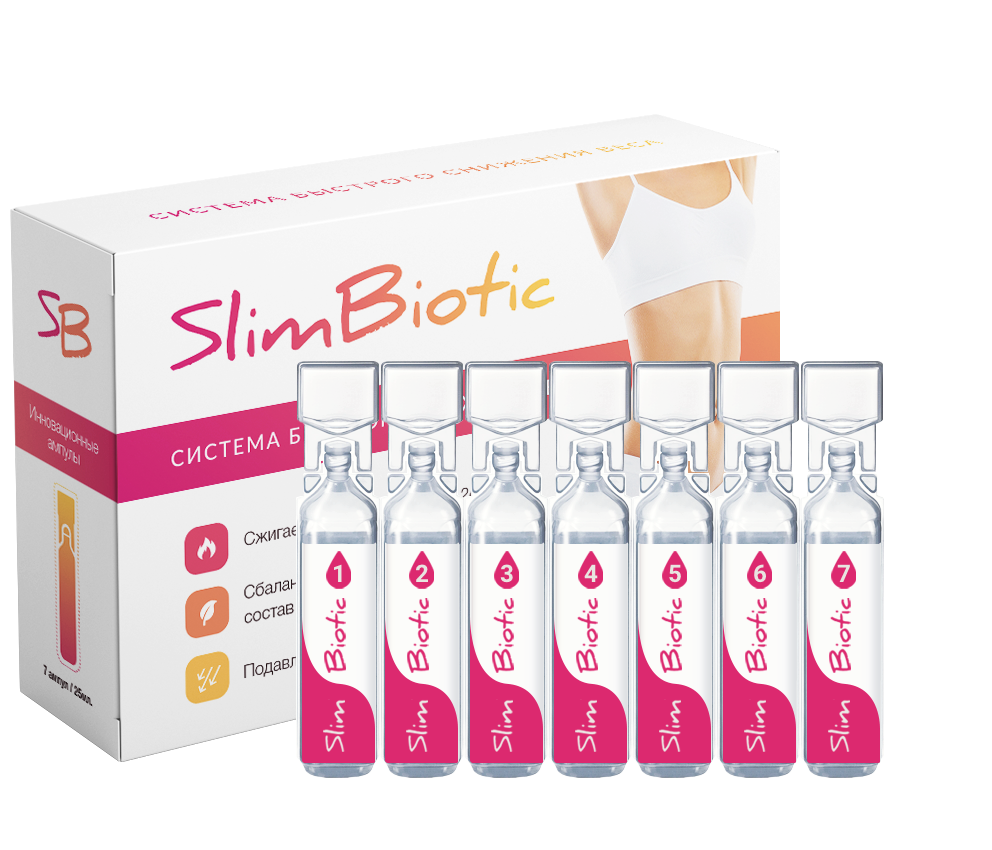 СИСТЕМА БЫСТРОГО СНИЖЕНИЯ ВЕСА
SB
SlimBiotic
Инновационные
ампулы
СИСТЕМА
Сжигае
Сбалан
состав
Подавл
7 ампул / 25мл.
1
2
3
4
5
6
7
Slim Biotic
Slim Biotic
Slim Biotic
Slim Biotic
Slim Biotic
Slim Biotic
Slim Biotic